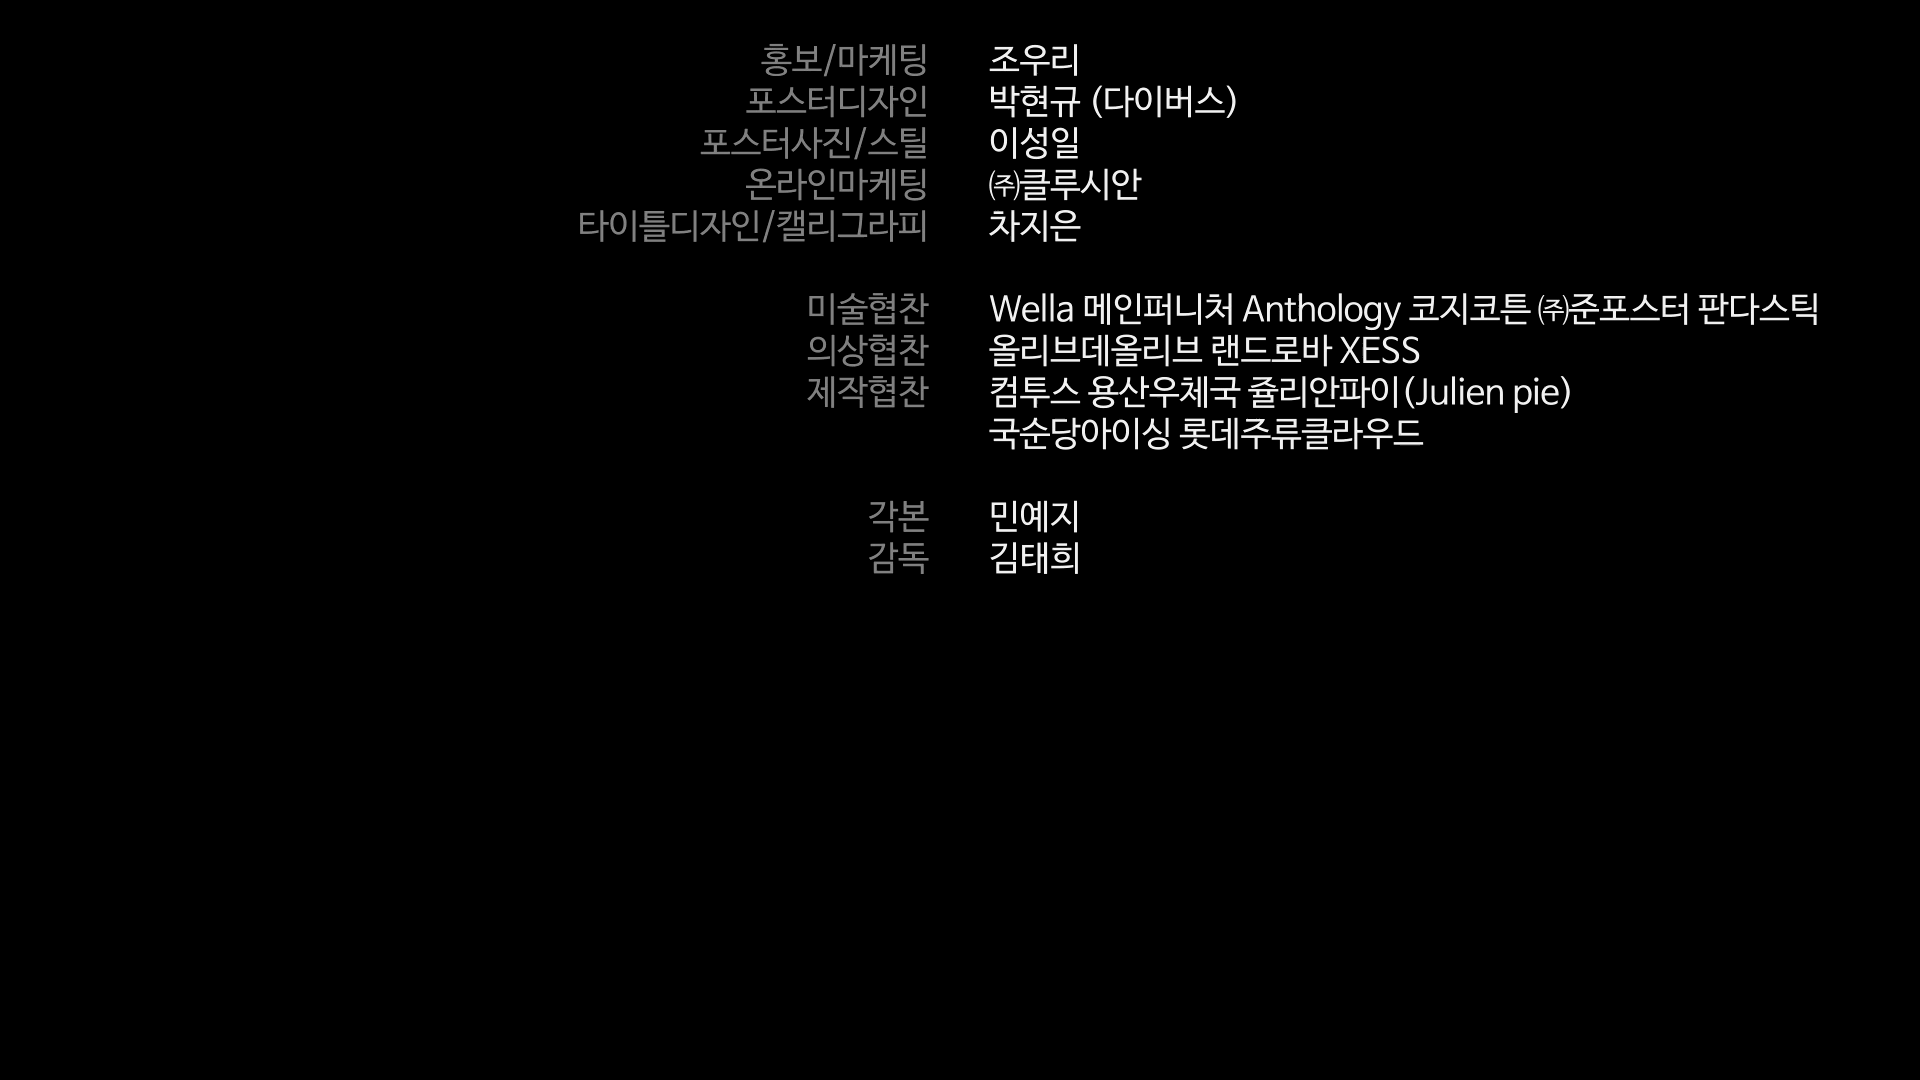 홍보/마케팅 조우리
포스터디자인 박현규 (다이버스)
포스터사진/스틸 이성일
온라인마케팅 ㈜클루시안
타이틀디자인/캘리그라피 차지은
미술협찬 Wella 메인퍼니처 Anthology 코지코튼 ㈜준포스터 판다스틱
의상협찬 올리브데올리브 랜드로바 XESS
제작협찬 컴투스 용산우체국 쥴리안파이(Julien pie)
국순당아이싱 롯데주류클라우드
각본 민예지
감독 김태희